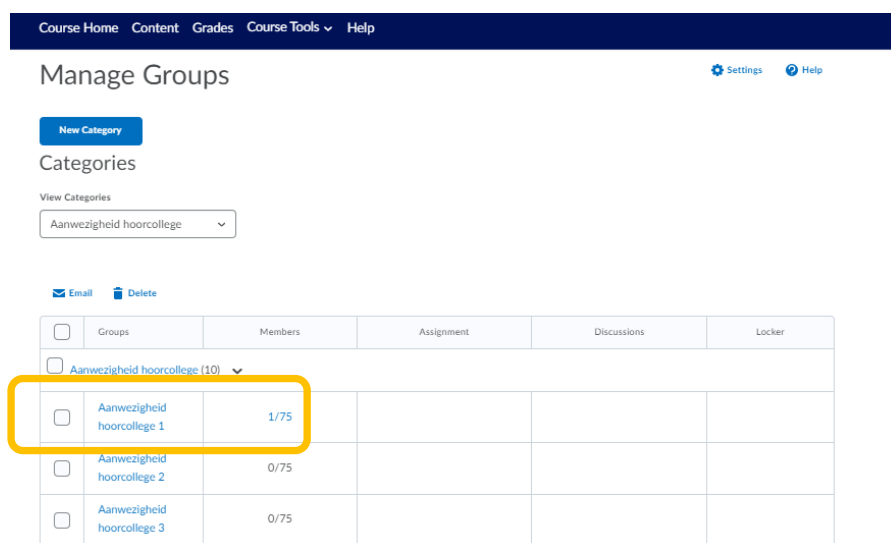 Course Home Content Grades Course Tools Help
Manage Groups
Settings Help
New Category
Categories
View Categories
Aanwezigheid hoorcollege
Email Delete
Groups Members Assignment Discussions Locker
Aanwezigheid hoorcollege (10)
Aanwezigheid
hoorcollege 1
1/75
Aanwezigheid
hoorcollege 2
0/75
Aanwezigheid
hoorcollege 3
0/75